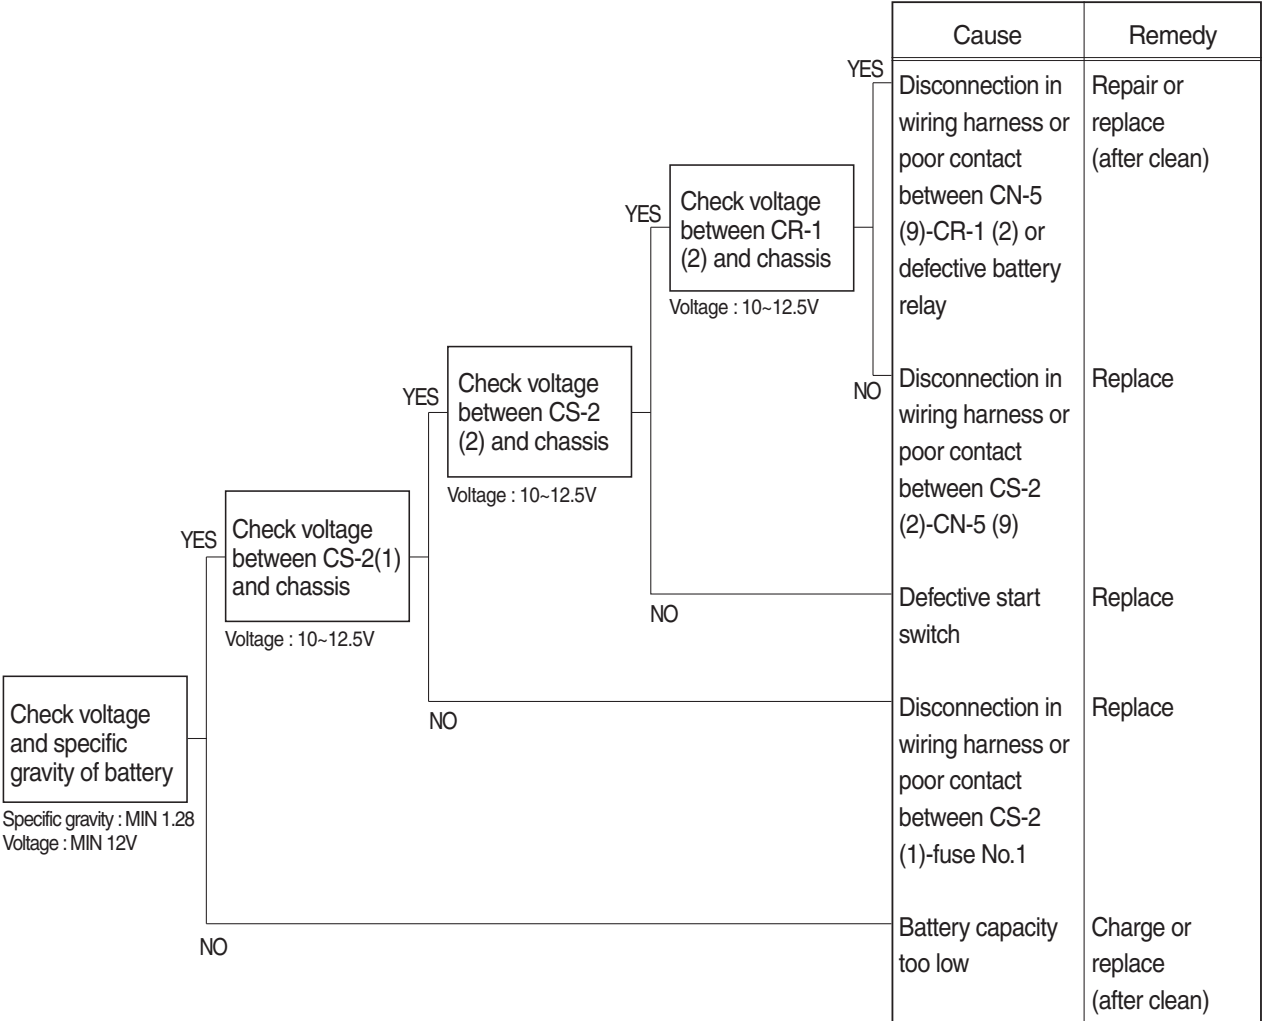 Cause
Remedy
YES
Disconnection in
wiring harness or
poor contact
between CN-5
(9)-CR-1 (2) or
defective battery
relay
Repair or
replace
(after clean)
YES
Check voltage
between CR-1
(2) and chassis
Voltage : 10~12.5V
NO
Disconnection in
wiring harness or
poor contact
between CS-2
(2)-CN-5 (9)
Replace
YES
Check voltage
between CS-2
(2) and chassis
Voltage : 10~12.5V
NO
Defective start
switch
Replace
YES
Check voltage
between CS-2(1)
and chassis
Voltage : 10~12.5V
NO
Disconnection in
wiring harness or
poor contact
between CS-2
(1)-fuse No.1
Replace
Check voltage
and specific
gravity of battery
Specific gravity : MIN 1.28
Voltage : MIN 12V
NO
Battery capacity
too low
Charge or
replace
(after clean)